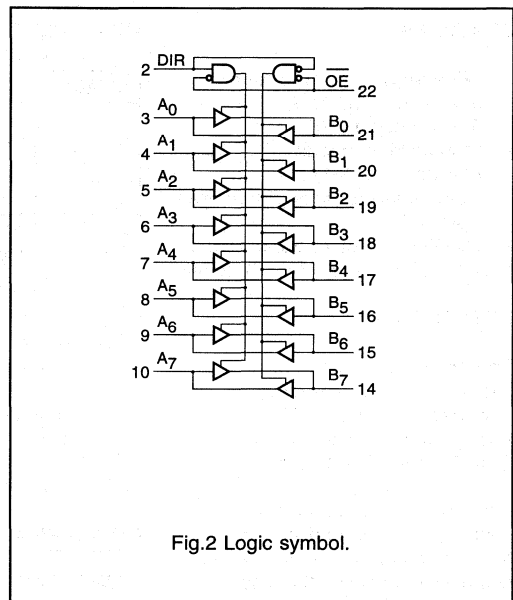 2 DIR
OE
22
3 A0
B0 21
4 A1
B1 20
5 A2
B2 19
6 A3
B3 18
7 A4
B4 17
8 A5
B5 16
9 A6
B6 15
10 A7
B7 14
Fig.2 Logic symbol.